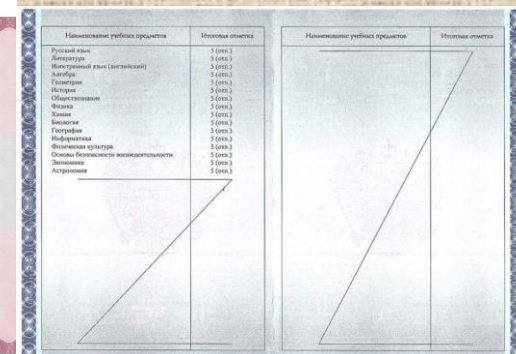 Наименование учебных предметов Итоговая отметка
Русский язык 5 (отл.)
Литература 5 (отл.)
Иностранный язык (английский) 5 (отл.)
Алгебра 5 (отл.)
Геометрия 5 (отл.)
История 5 (отл.)
Обществознание 5 (отл.)
Физика 5 (отл.)
Химия 5 (отл.)
Биология 5 (отл.)
География 5 (отл.)
Информатика 5 (отл.)
Физическая культура 5 (отл.)
Основы безопасности жизнедеятельности 5 (отл.)
Экономика 5 (отл.)
Астрономия 5 (отл.)
Наименование учебных предметов Итоговая отметка